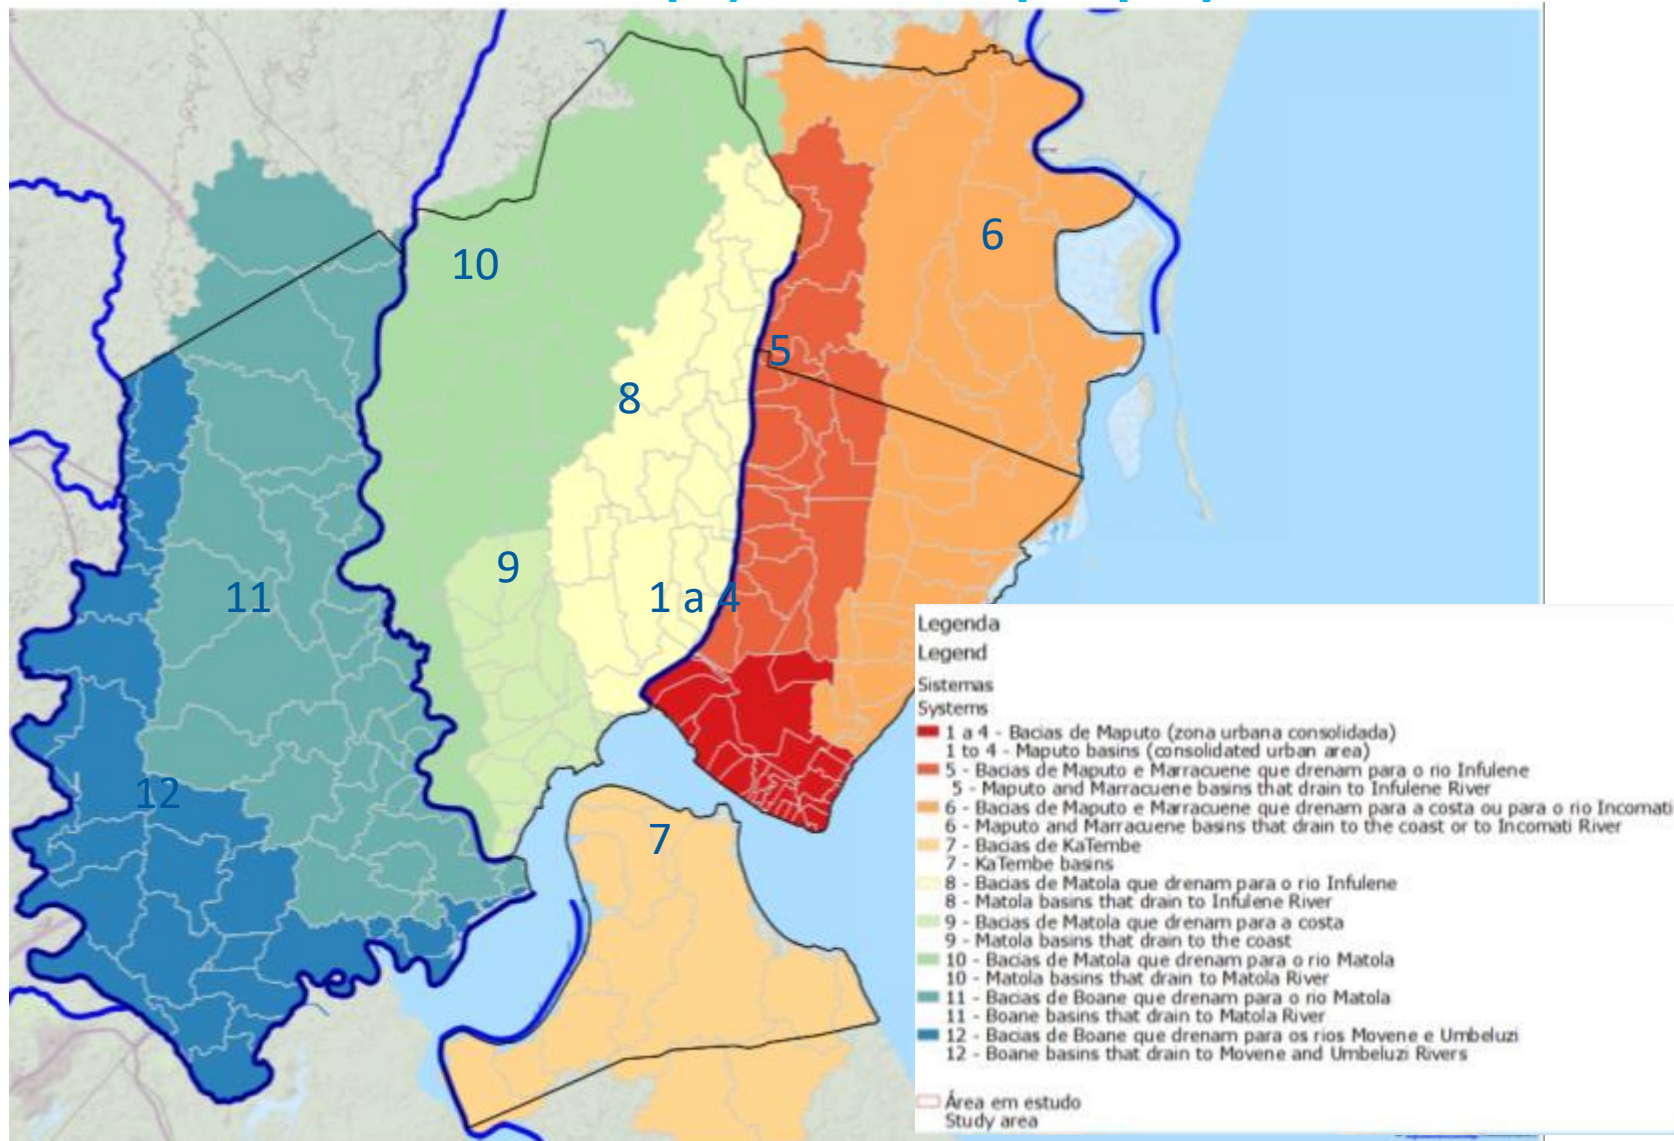 6
10
5
8
9
1 a 4
11
12
7
Legenda
Legend
Sistemas
Systems
1 a 4 - Bacias de Maputo (zona urbana consolidada)
1 to 4 - Maputo basins (consolidated urban area)
5 - Bacias de Maputo e Marracuene que drenam para o rio Infulene
5 - Maputo and Marracuene basins that drain to Infulene River
6 - Bacias de Maputo e Marracuene que drenam para a costa ou para o rio Incomati
6 - Maputo and Marracuene basins that drain to the coast or to Incomati River
7 - Bacias de KaTembe
7 - KaTembe basins
8 - Bacias de Matola que drenam para o rio Infulene
8 - Matola basins that drain to Infulene River
9 - Bacias de Matola que drenam para a costa
9 - Matola basins that drain to the coast
10 - Bacias de Matola que drenam para o rio Matola
10 - Matola basins that drain to Matola River
11 - Bacias de Boane que drenam para o rio Matola
11 - Boane basins that drain to Matola River
12 - Bacias de Boane que drenam para os rios Movene e Umbeluzi
12 - Boane basins that drain to Movene and Umbeluzi Rivers
Área em estudo
Study area